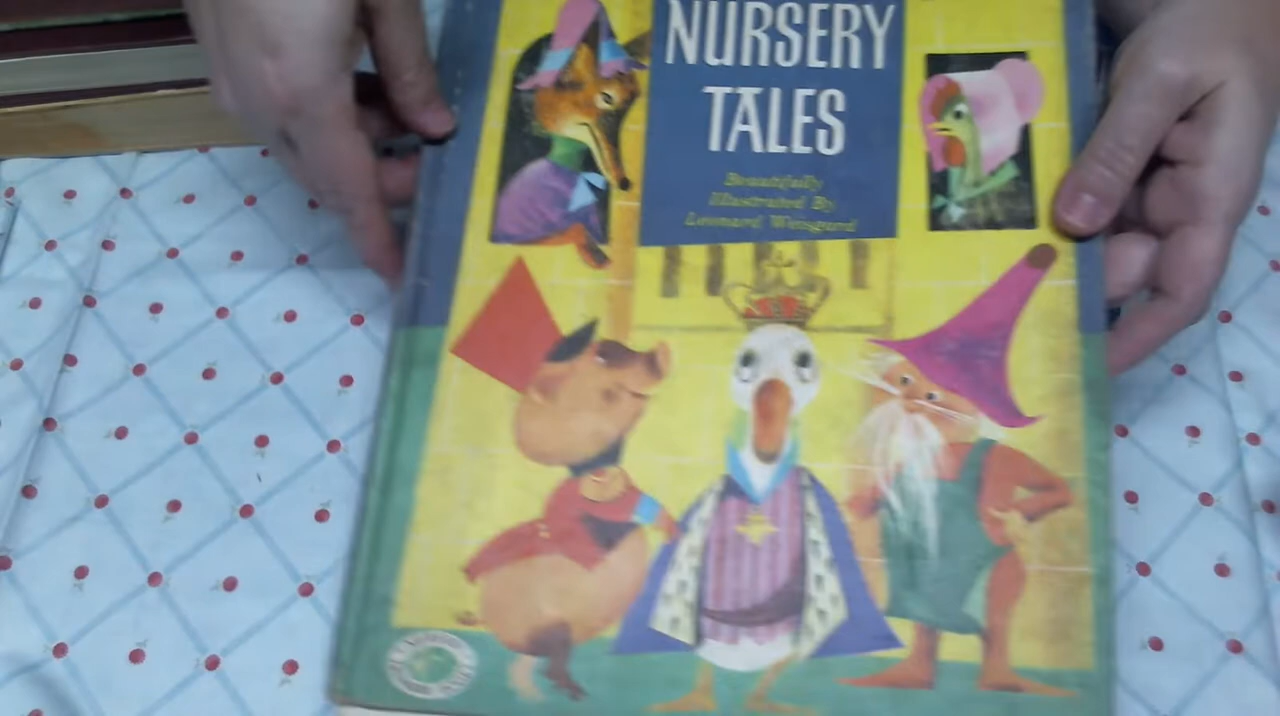 NURSERY
TALES
Beautifully
Illustrated By
Leonard Weisgard